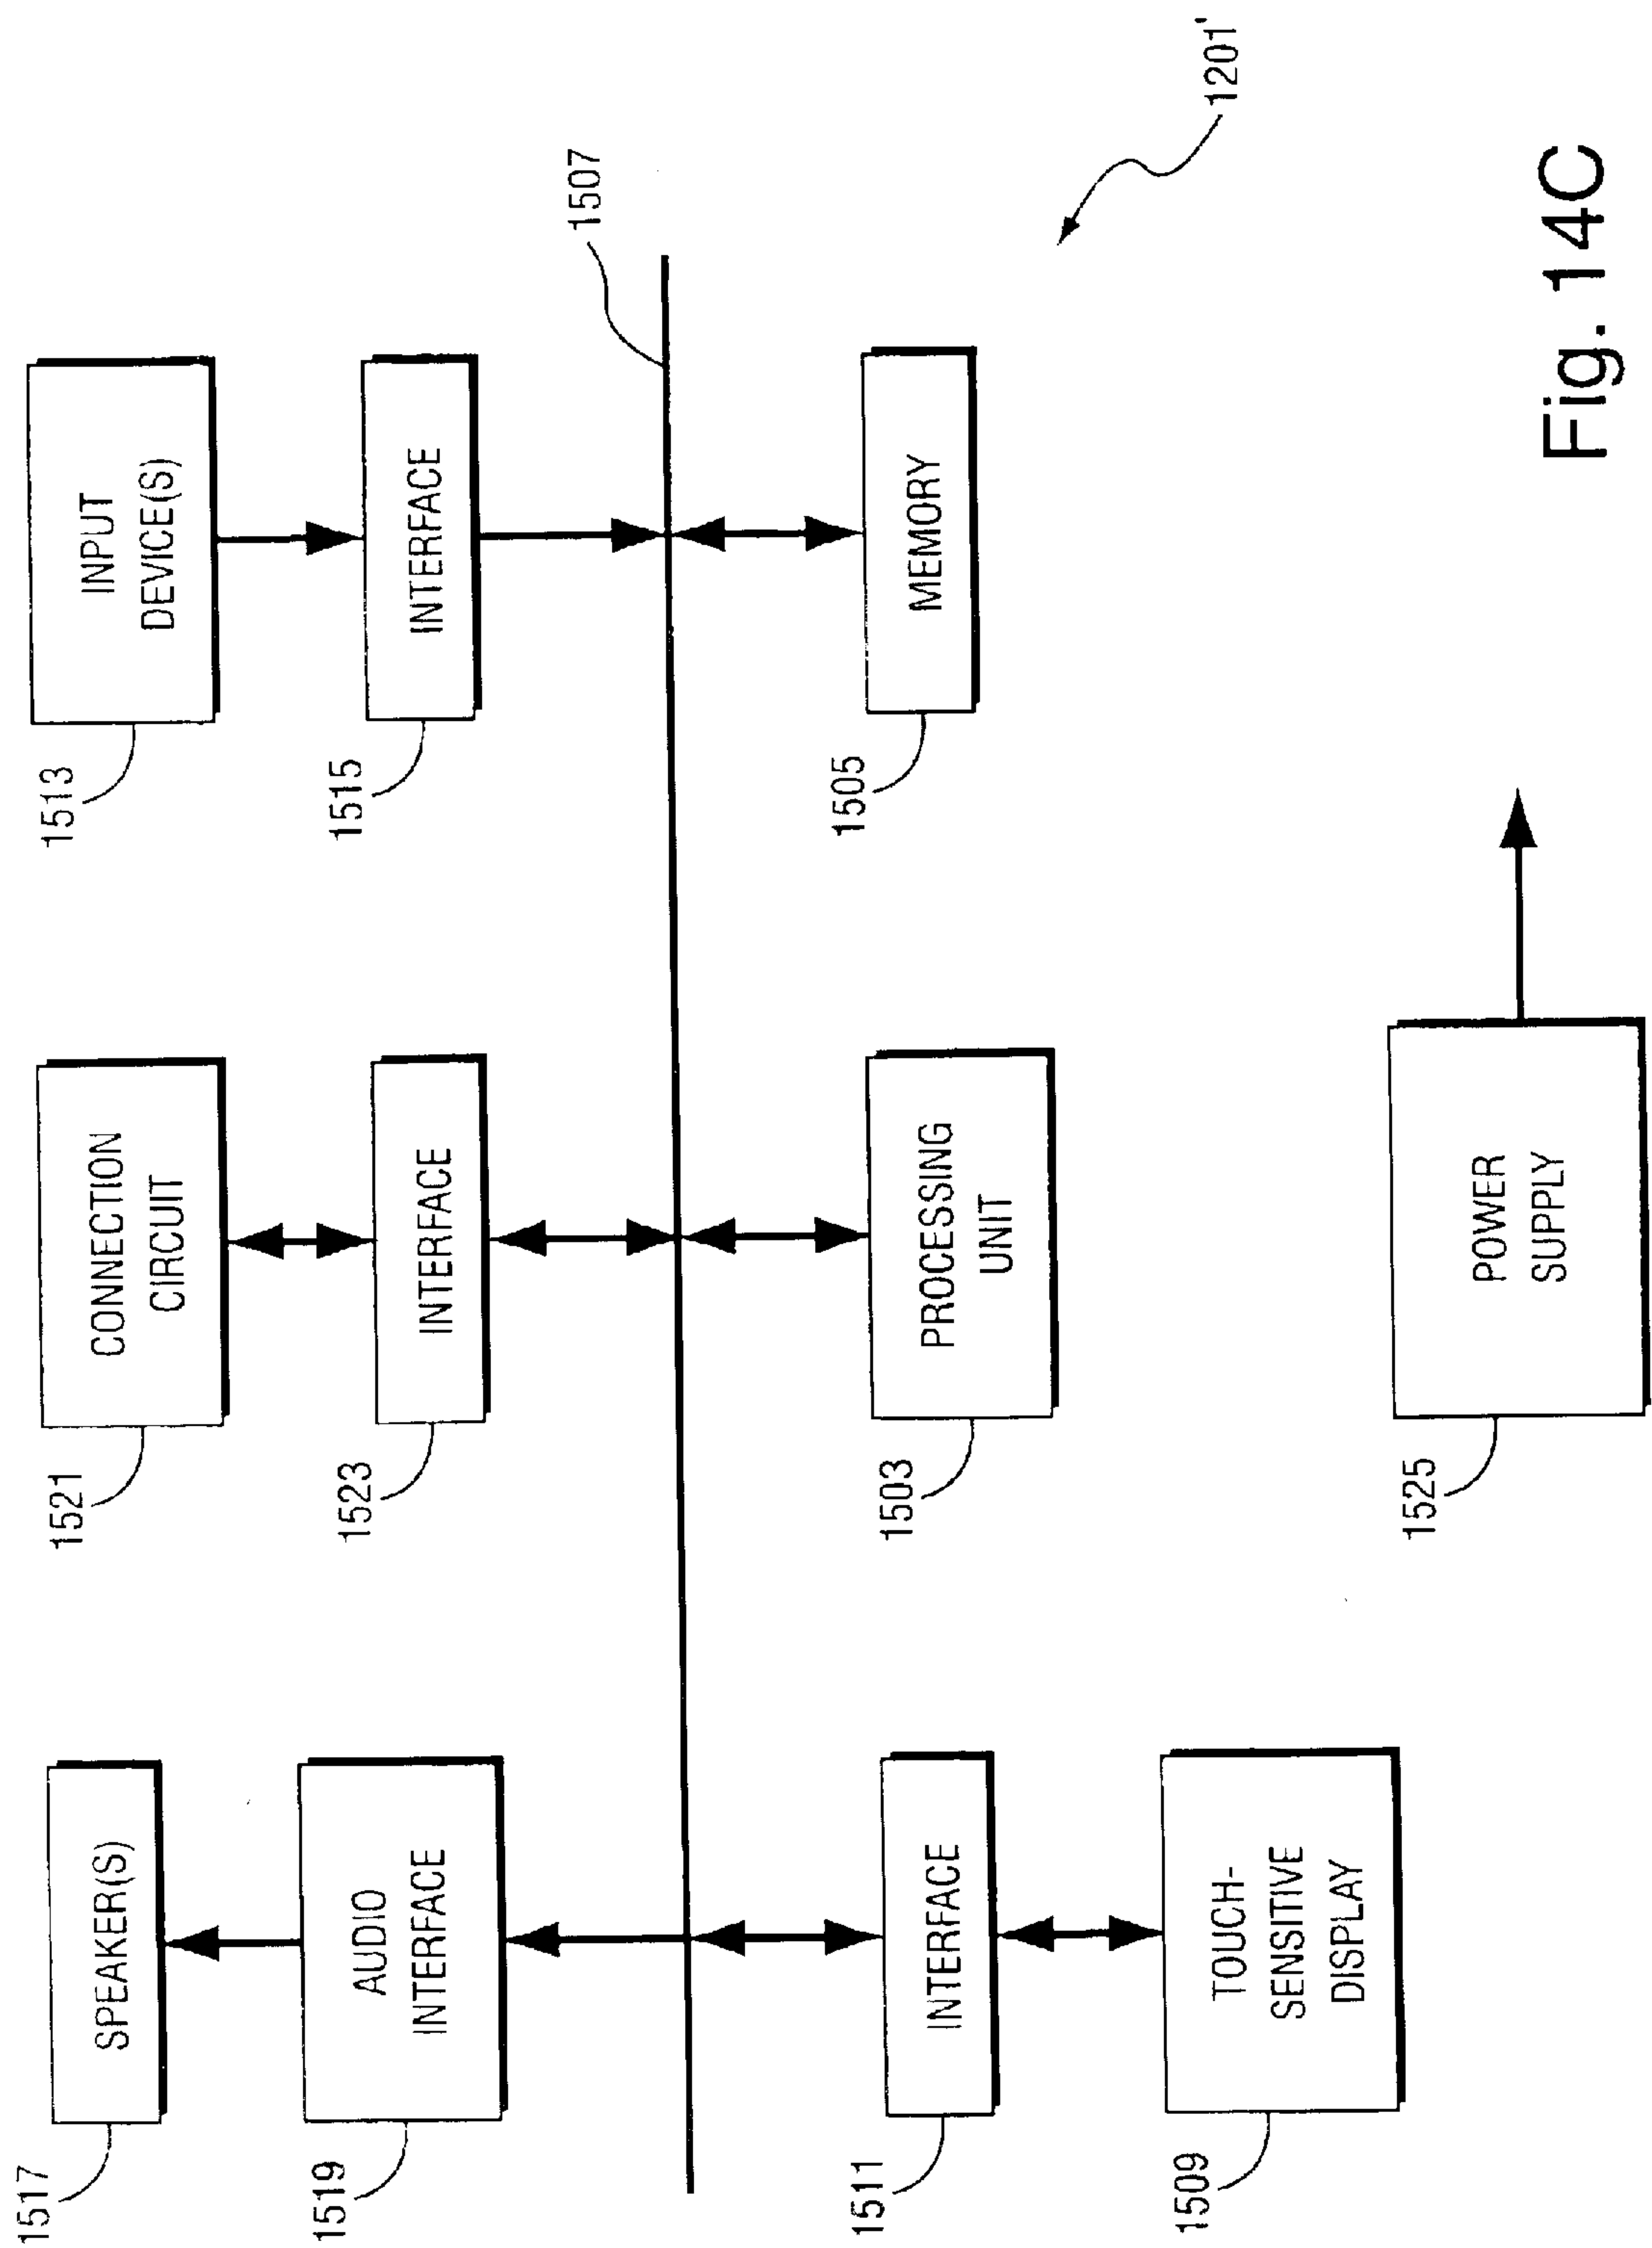 1517
SPEAKER(S)
1519
AUDIO
INTERFACE
1521
CONNECTION
CIRCUIT
1523
INTERFACE
1513
INPUT
DEVICE(S)
1515
INTERFACE
1507
1511
INTERFACE
1509
TOUCH-
SENSITIVE
DISPLAY
1503
PROCESSING
UNIT
1505
MEMORY
1525
POWER
SUPPLY
1201'
Fig. 14C